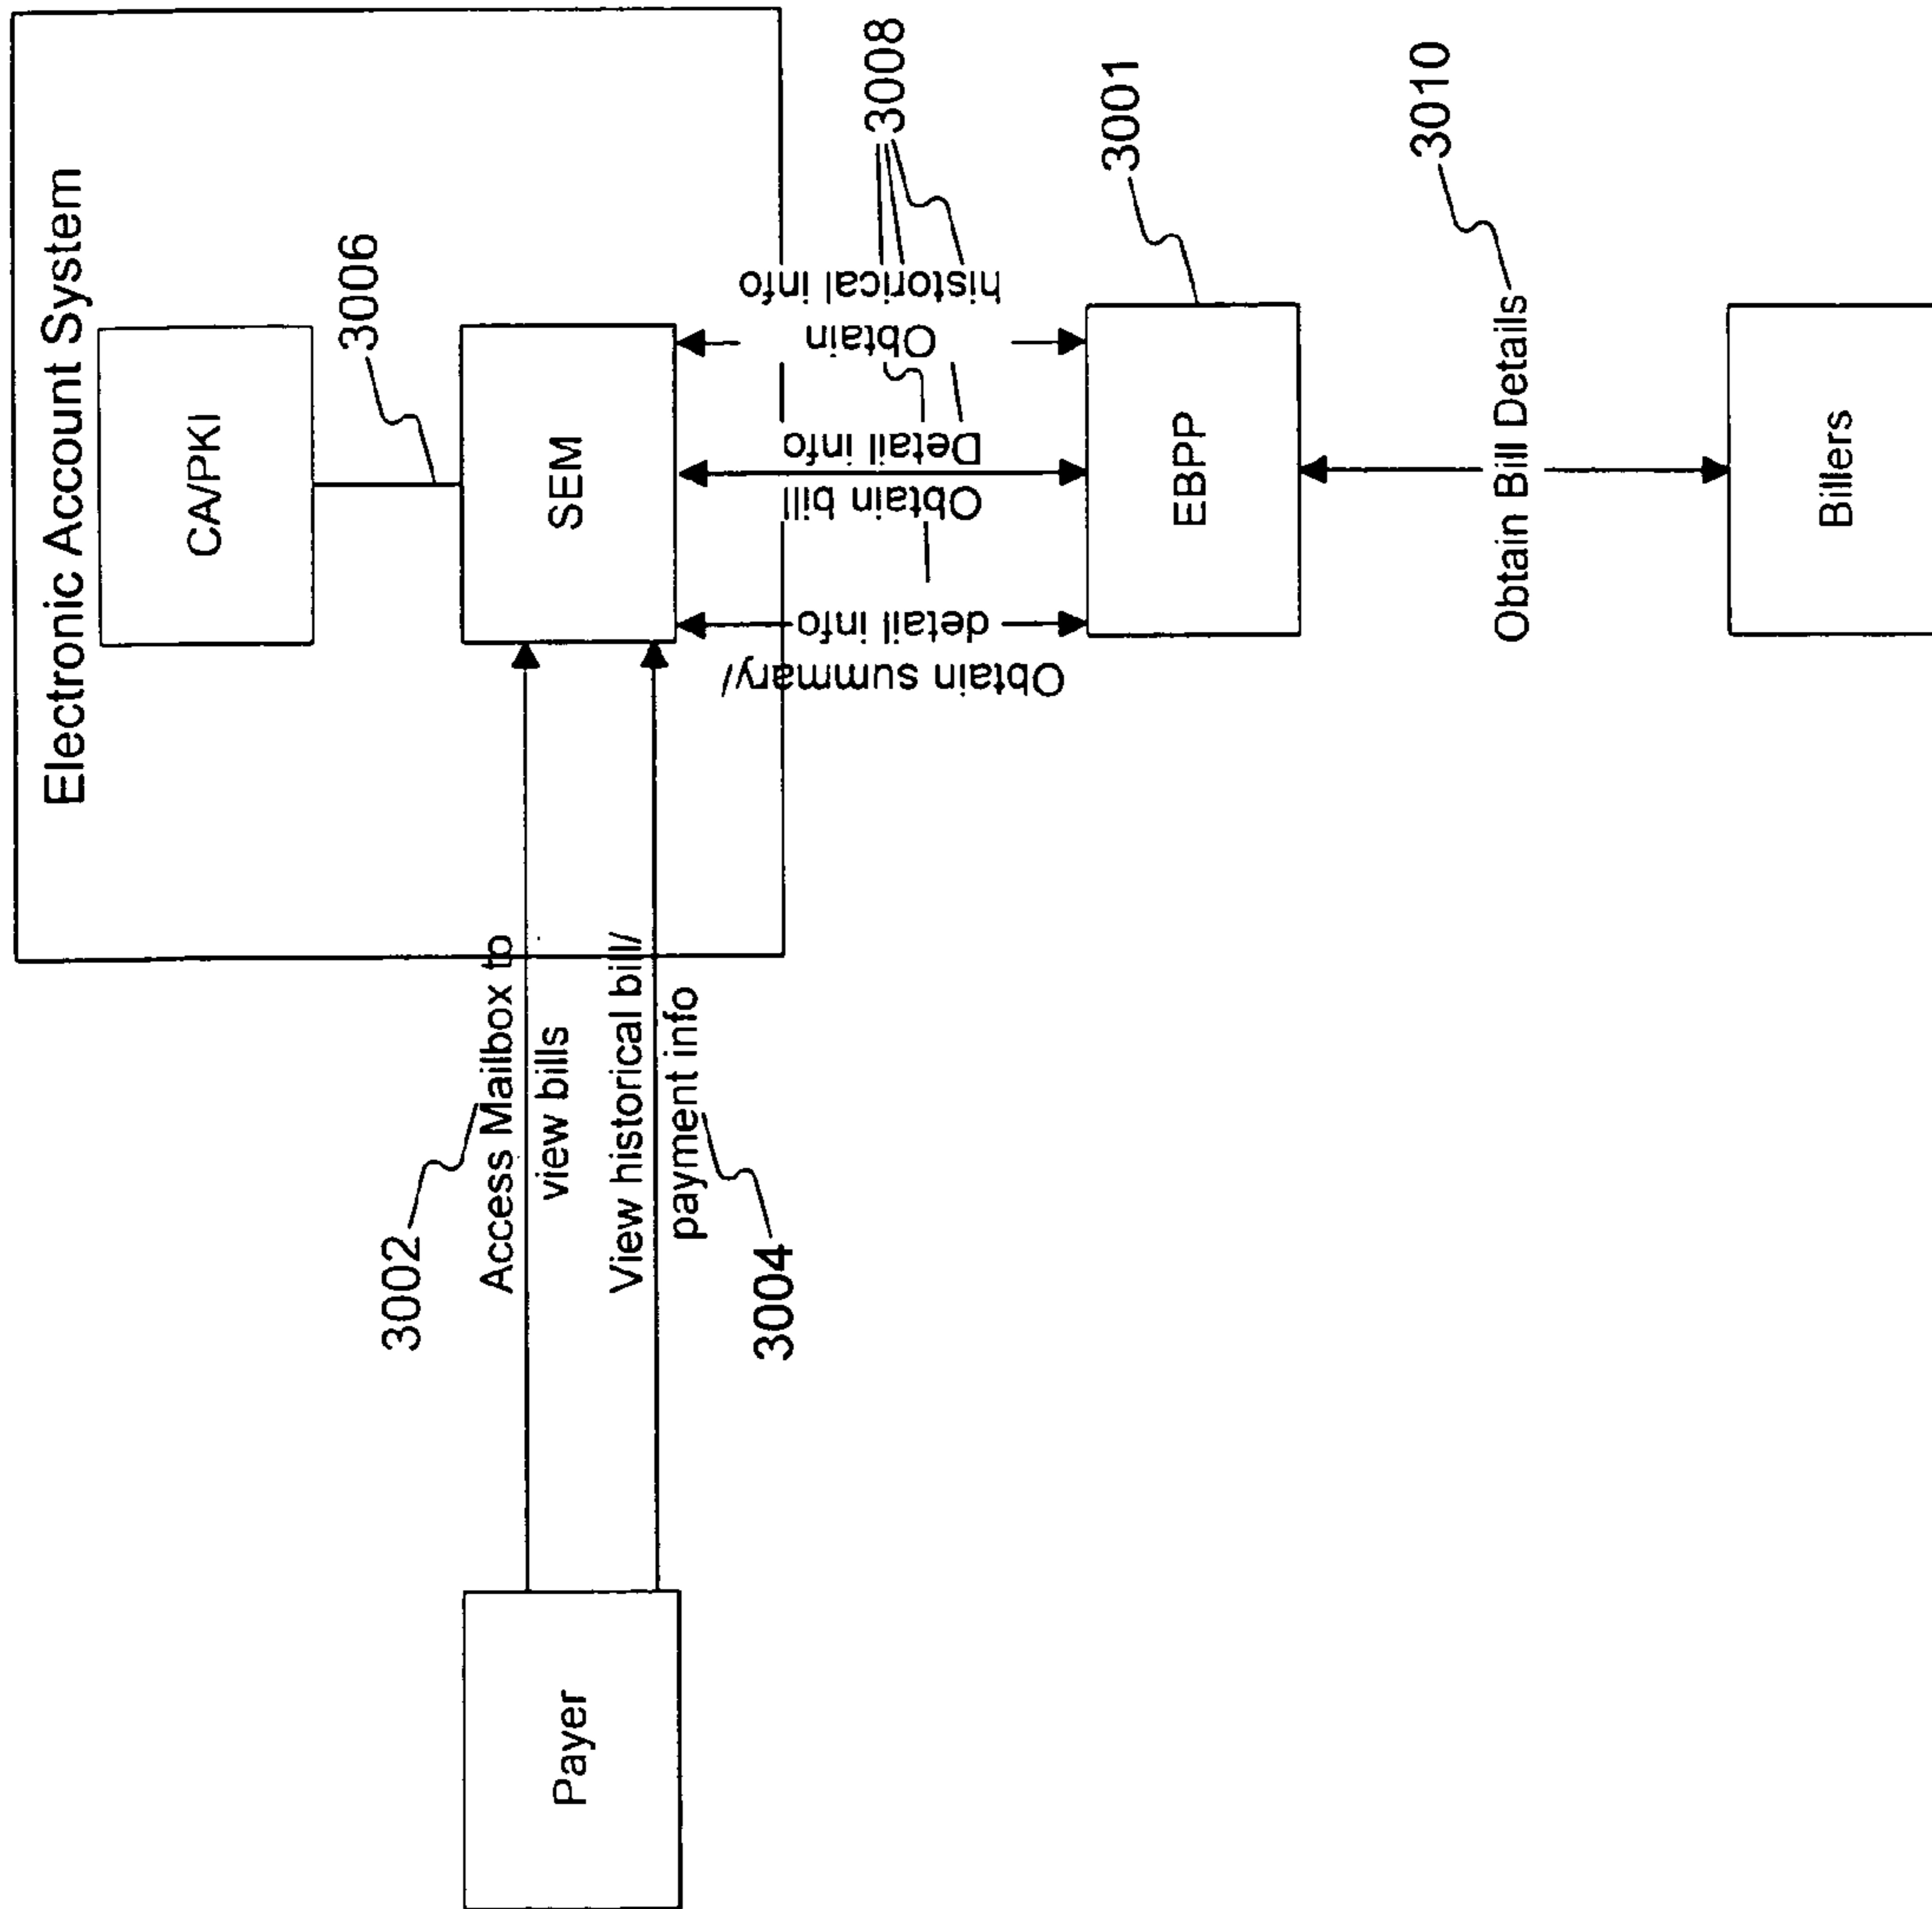 Electronic Account System
CA/PKI
3006
SEM
3002
Access Mailbox to
view bills
View historical bill/
payment info
3004
Payer
Obtain summary/
detail info
Obtain bill
Detail info
Obtain
historical info
3008
EBPP
3001
Obtain Bill Details
3010
Billers